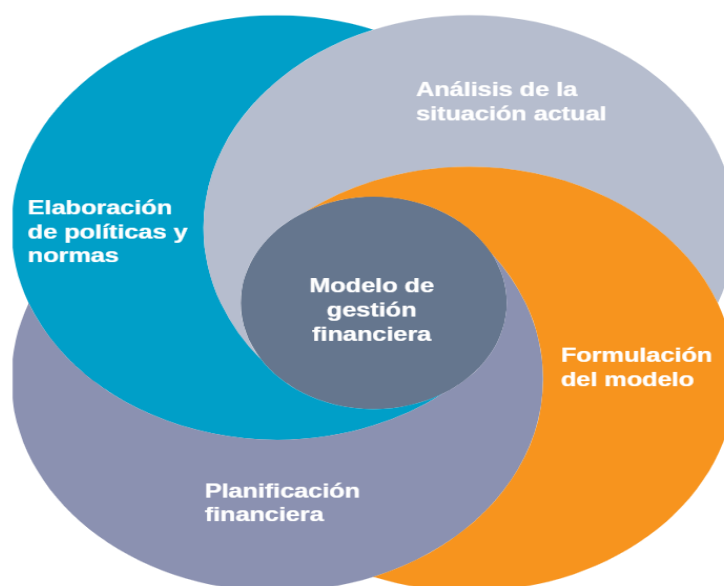 Análisis de la
situación actual
Elaboración
de políticas y
normas
Modelo de
gestión
financiera
Formulación
del modelo
Planificación
financiera